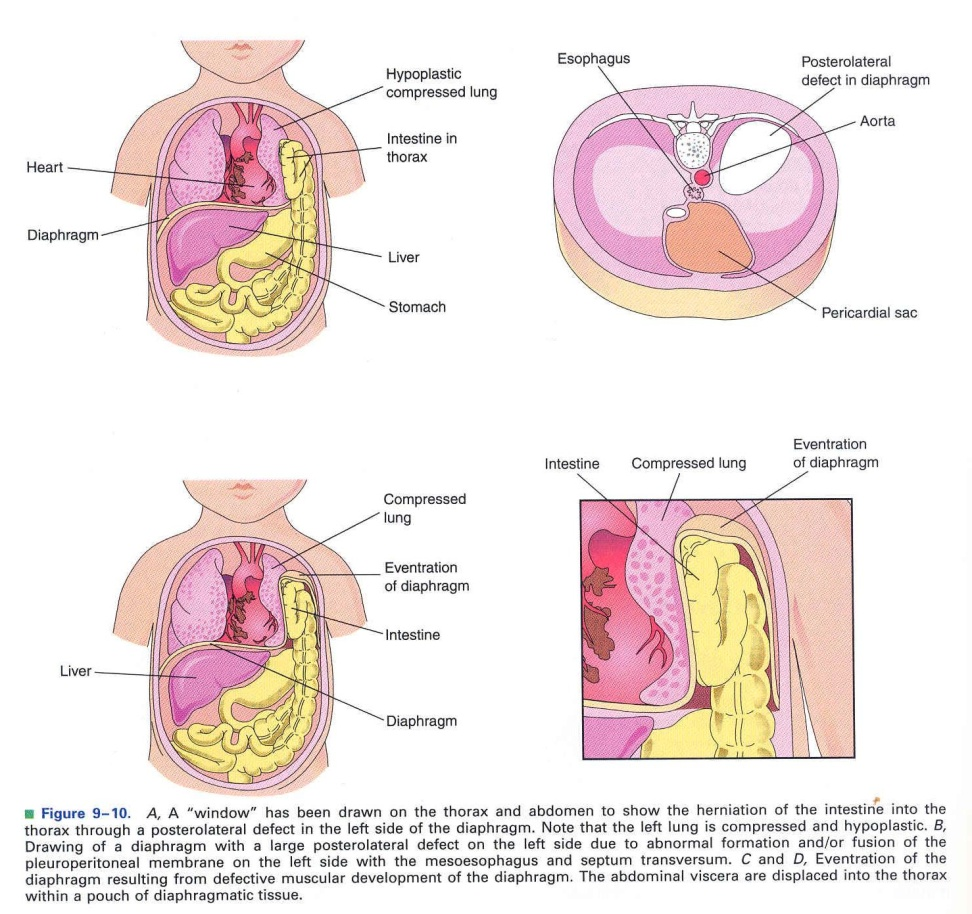 Hypoplastic
compressed lung
Intestine in
thorax
Heart
Diaphragm
Liver
Stomach
Esophagus
Posterolateral
defect in diaphragm
Aorta
Pericardial sac
Compressed
lung
Eventration
of diaphragm
Intestine
Liver
Diaphragm
Intestine
Compressed lung
Eventration
of diaphragm
Figure 9–10. A, A “window” has been drawn on the thorax and abdomen to show the herniation of the intestine into the
thorax through a posterolateral defect in the left side of the diaphragm. Note that the left lung is compressed and hypoplastic. B,
Drawing of a diaphragm with a large posterolateral defect on the left side due to abnormal formation and/or fusion of the
pleuroperitoneal membrane on the left side with the mesoesophagus and septum transversum. C and D, Eventration of the
diaphragm resulting from defective muscular development of the diaphragm. The abdominal viscera are displaced into the thorax
within a pouch of diaphragmatic tissue.